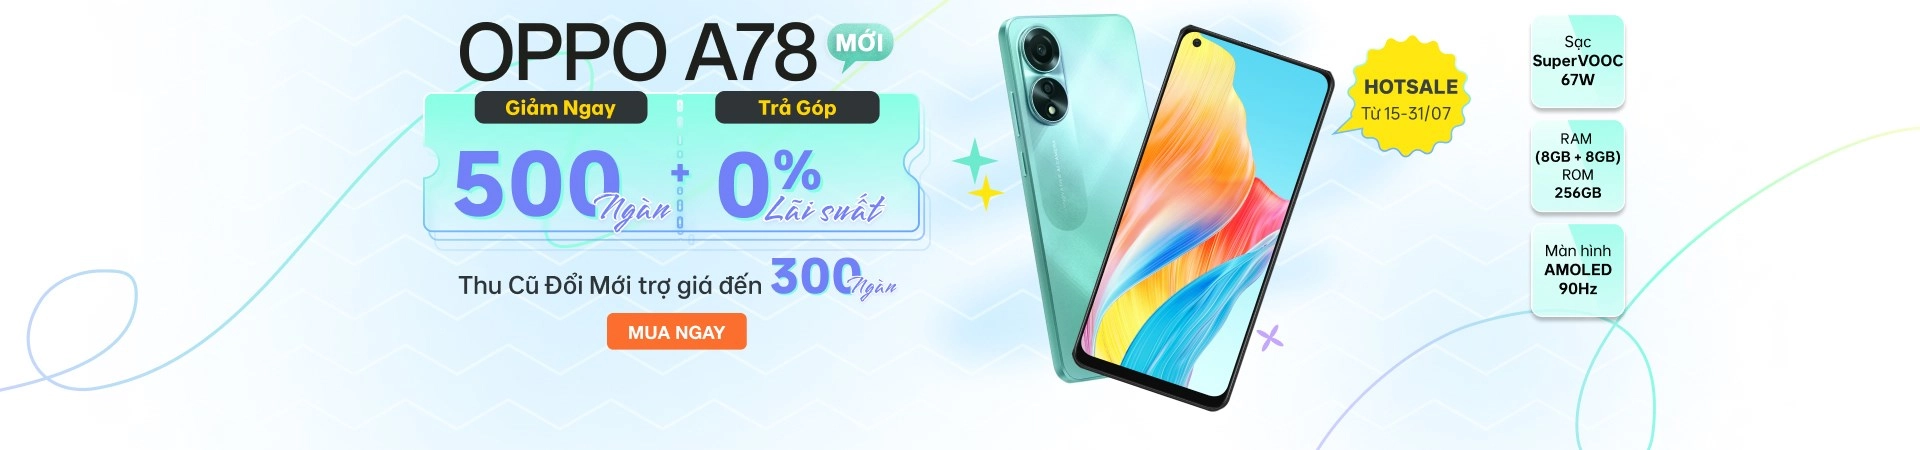 OPPO A78 MỚI
Giảm Ngay
500 Ngàn
+
Trả Góp
0% Lãi suất
Thu Cũ Đổi Mới trợ giá đến 300 Ngàn
MUA NGAY
HOTSALE
Từ 15-31/07
Sạc
SuperVOOC
67W
RAM
(8GB + 8GB)
ROM
256GB
Màn hình
AMOLED
90Hz